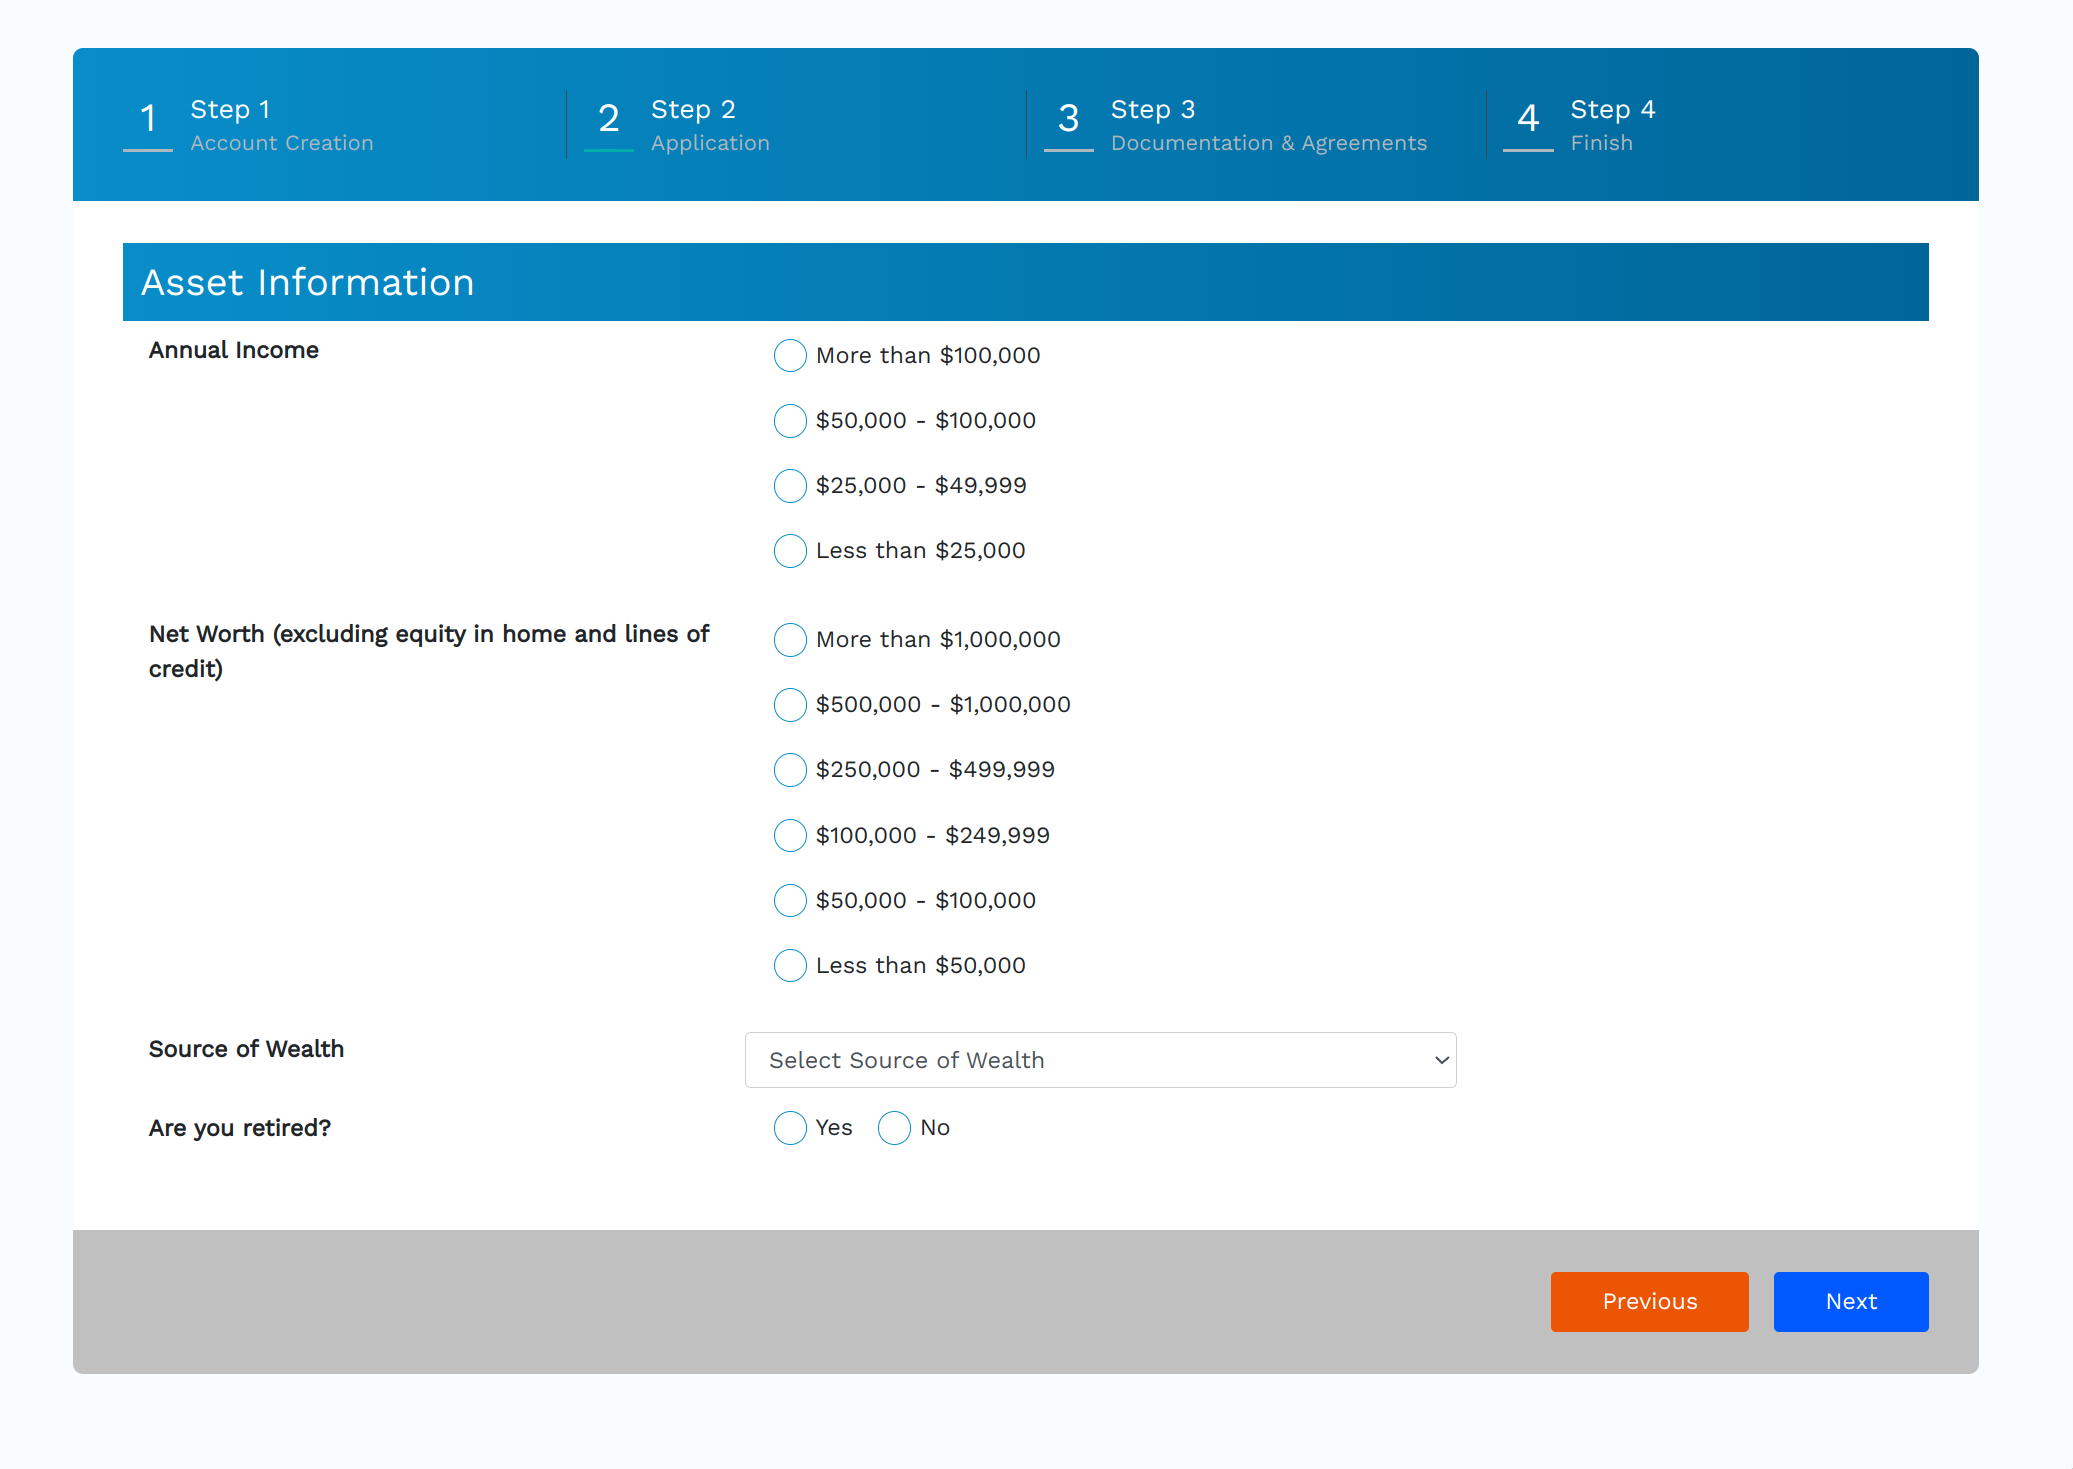 1 Step 1
Account Creation
2 Step 2
Application
3 Step 3
Documentation & Agreements
4 Step 4
Finish
Asset Information
Annual Income
More than $100,000
$50,000 - $100,000
$25,000 - $49,999
Less than $25,000
Net Worth (excluding equity in home and lines of
credit)
More than $1,000,000
$500,000 - $1,000,000
$250,000 - $499,999
$100,000 - $249,999
$50,000 - $100,000
Less than $50,000
Source of Wealth
Select Source of Wealth
Are you retired?
Yes No
Previous Next